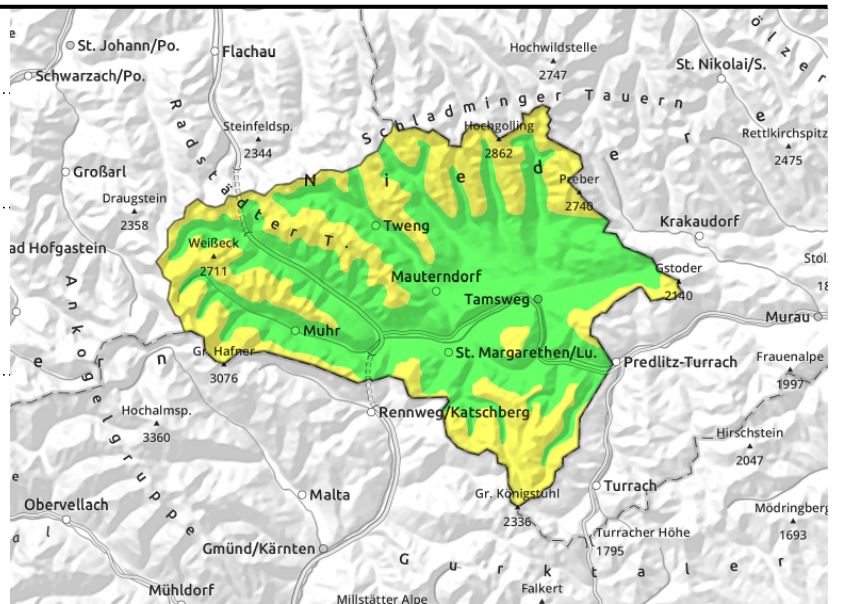 ö l z e r
St. Johann/Po.
Flachau
Hochwildstelle
2747
St. Nikolai/S.
Schwarzach/Po.
Schladminger Tauern
Radstädter T.
Steinfeldsp.
2344
Hochgolling
2862
Rettlkirchspitz
2475
N i e d e r e
Großarl
Preber
2740
Draugstein
2358
Tweng
Krakaudorf
ad Hofgastein
Weißeck
2711
Stolz
18
Gstoder
2140
Mauterndorf
Tamsweg
Murau
Muhr
St. Margarethen/Lu.
Gr. Hafner
3076
Predlitz-Turrach
Frauenalpe
1997
e n
Ankogelgruppe
Hochalmsp.
3360
Rennweg/Katschberg
Hirschstein
2047
Malta
Gr. Königstuhl
2336
Turrach
Obervellach
Mödringberg
1693
Turracher Höhe
1795
Gmünd/Kärnten
G u r k t a l e r
Mühldorf
Millstätter Alpe
Falkert